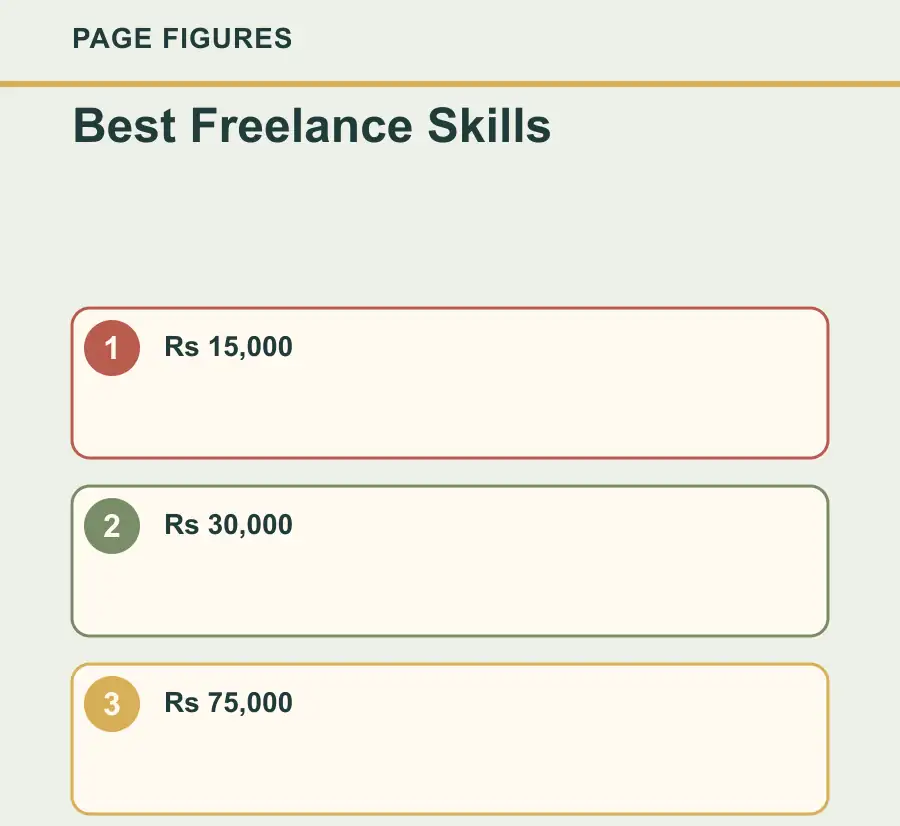 PAGE FIGURES
Best Freelance Skills
1 Rs 15,000
2 Rs 30,000
3 Rs 75,000